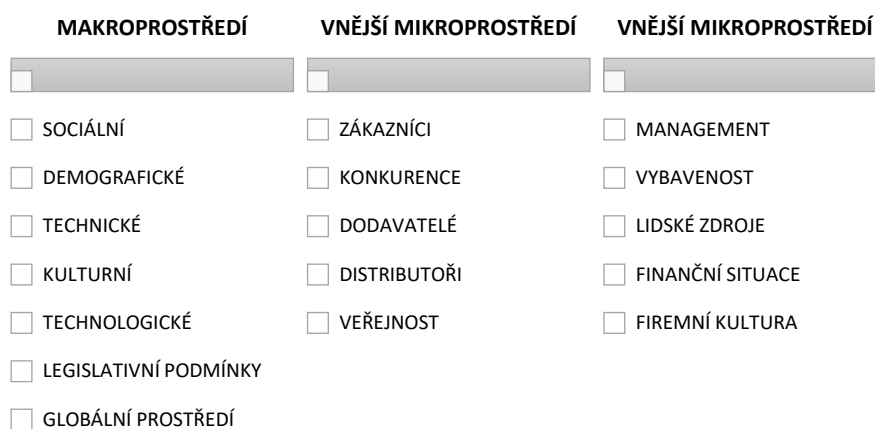 MAKROPROSTŘEDÍ
SOCIÁLNÍ
DEMOGRAFICKÉ
TECHNICKÉ
KULTURNÍ
TECHNOLOGICKÉ
LEGISLATIVNÍ PODMÍNKY
GLOBÁLNÍ PROSTŘEDÍ
VNĚJŠÍ MIKROPROSTŘEDÍ
ZÁKAZNÍCI
KONKURENCE
DODAVATELÉ
DISTRIBUTOŘI
VEŘEJNOST
VNĚJŠÍ MIKROPROSTŘEDÍ
MANAGEMENT
VYBAVENOST
LIDSKÉ ZDROJE
FINANČNÍ SITUACE
FIREMNÍ KULTURA